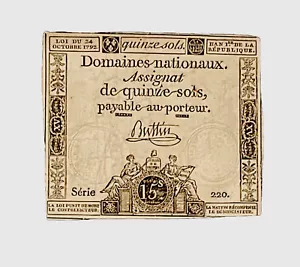 LOI DU 24
OCTOBRE 1792.
quinze sols.
L'AN 1er. DE LA
RÉPUBLIQUE.
Domaines nationaux.
Assignat
de quinze sols,
payable au porteur.
Buttin
15
Série
220.
LA LOI PUNIT DE MORT
LE CONTREFACTEUR.
LA NATION RÉCOMPENSE
LE DÉNONCIATEUR.